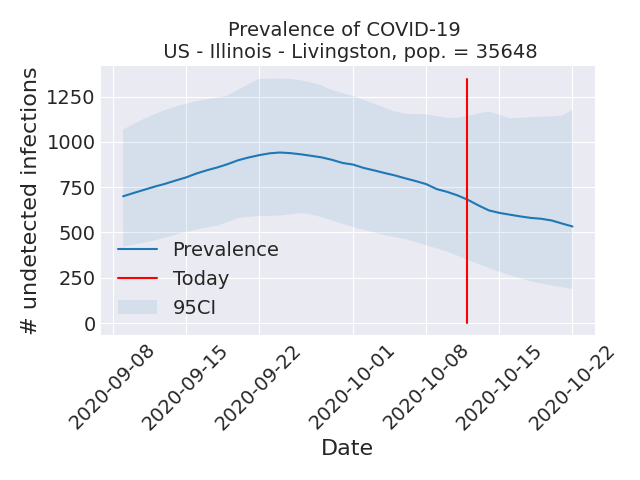 Prevalence of COVID-19
US - Illinois - Livingston, pop. = 35648
# undetected infections
1250
1000
750
500
250
0
Prevalence
Today
95CI
2020-09-08
2020-09-15
2020-09-22
2020-10-01
2020-10-08
2020-10-15
2020-10-22
Date